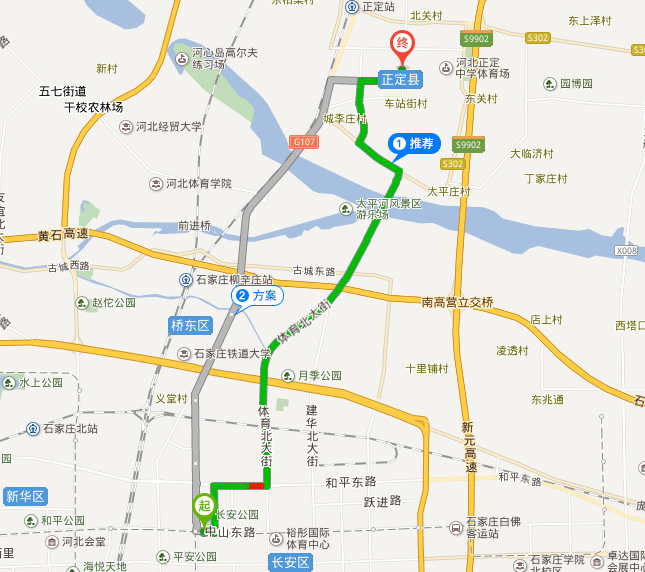 东柏棠村
正定站
北关村
东上泽村
S9902
S302
S302
终
河心岛高尔夫
练习场
河北正定
中学体育场
新村
正定县
园博园
五七街道
干校农林场
车站街村
东关村
河北经贸大学
城李庄村
G107
1 推荐
S9902
大临济村
S302
丁家庄村
河北体育学院
太平庄村
大平河风景区
游乐场
前进桥
黄石高速
X008
古城西路
古城东路
石家庄柳辛庄站
2 方案
南高营立交桥
赵佗公园
体育北大街
店上村
西塔口
桥东区
石家庄铁道大学
凌透村
十里铺村
水上公园
月季公园
东兆通
义堂村
体育北大街
建华北大街
新元高速
石家庄北站
和平东路
和平东路
新华区
起
跃进路
长安公园
和平公园
中山东路
石家庄白佛
客运站
河北会堂
裕彤国际
体育中心
平安公园
海悦天地
长安区
石家庄学院
卓达国际